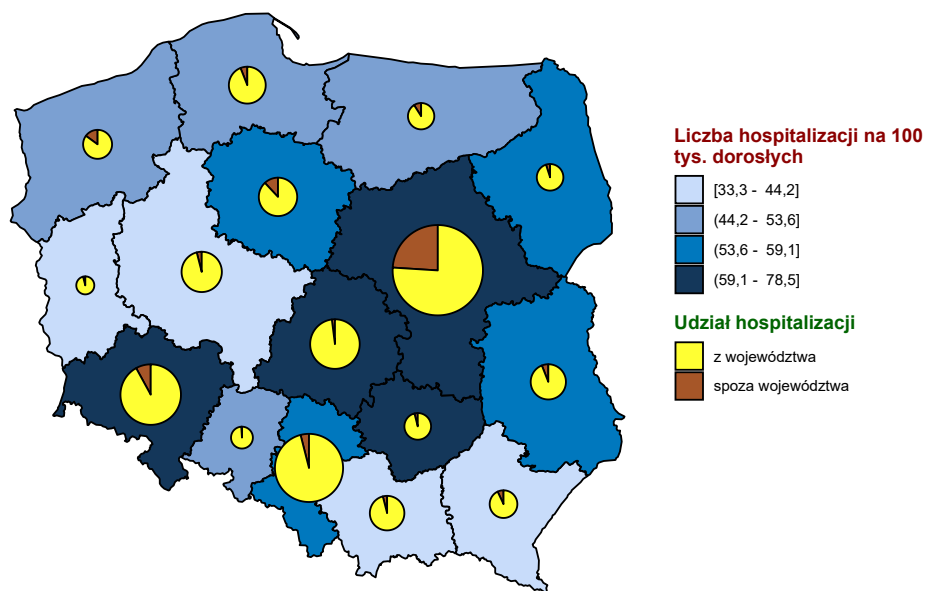 Liczba hospitalizacji na 100
tys. dorosłych
[33,3 - 44,2]
(44,2 - 53,6]
(53,6 - 59,1]
(59,1 - 78,5]
Udział hospitalizacji
z województwa
spoza województwa